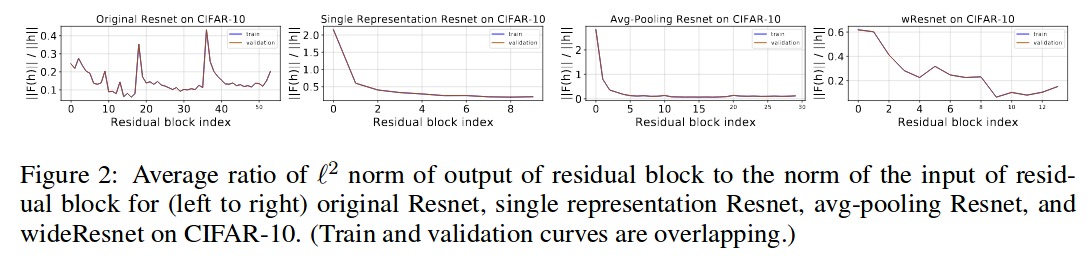 Original Resnet on CIFAR-10
||F(h)|| / ||h||
0.4
0.3
0.2
0.1
0 10 20 30 40 50
Residual block index
train
validation
Single Representation Resnet on CIFAR-10
||F(h)|| / ||h||
2.0
1.5
1.0
0.5
0 2 4 6 8
Residual block index
train
validation
Avg-Pooling Resnet on CIFAR-10
||F(h)|| / ||h||
2
1
0
0 5 10 15 20 25 30
Residual block index
train
validation
wResnet on CIFAR-10
||F(h)|| / ||h||
0.6
0.4
0.2
0 2 4 6 8 10 12
Residual block index
train
validation
Figure 2: Average ratio of ℓ² norm of output of residual block to the norm of the input of resid-
ual block for (left to right) original Resnet, single representation Resnet, avg-pooling Resnet, and
wideResnet on CIFAR-10. (Train and validation curves are overlapping.)